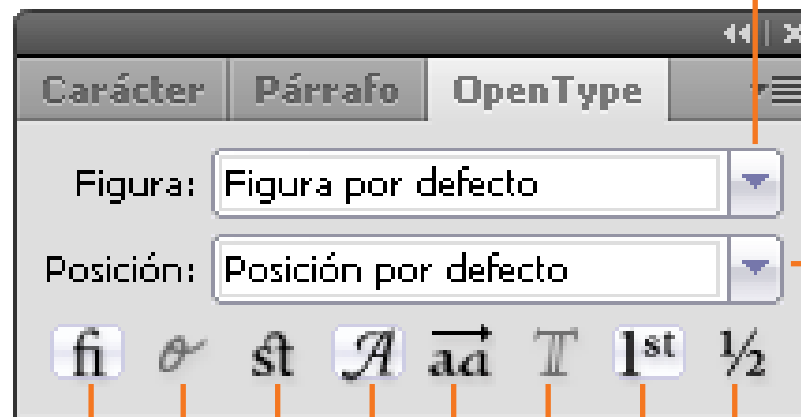 Carácter Párrafo OpenType
Figura: Figura por defecto
Posición: Posición por defecto
fi st A aa T 1st ½